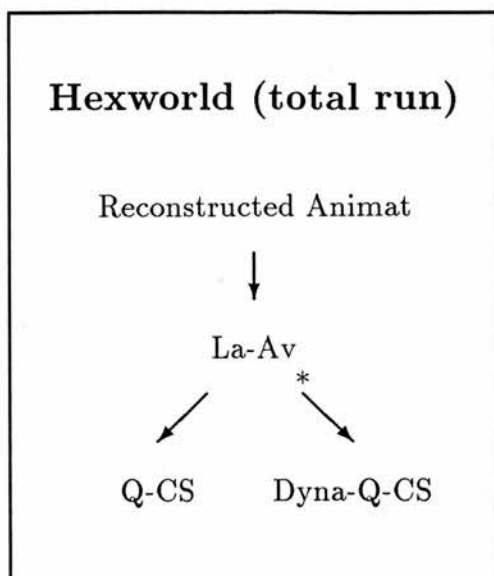 Hexworld (total run)
Reconstructed Animat
La-Av
*
Q-CS Dyna-Q-CS